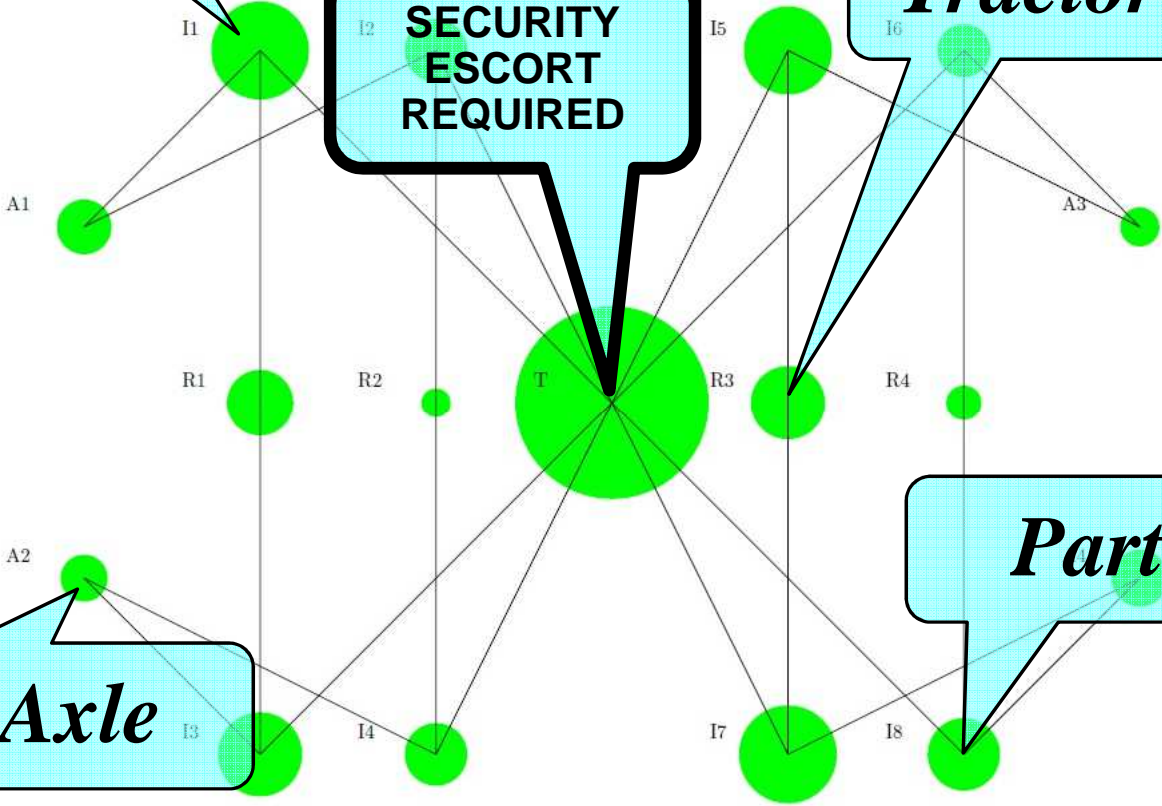 Tractor
SECURITY
ESCORT
REQUIRED
I1
I2
I5
I6
A1
A3
R1
R2
T
R3
R4
A2
Part
Axle
I3
I4
I7
I8